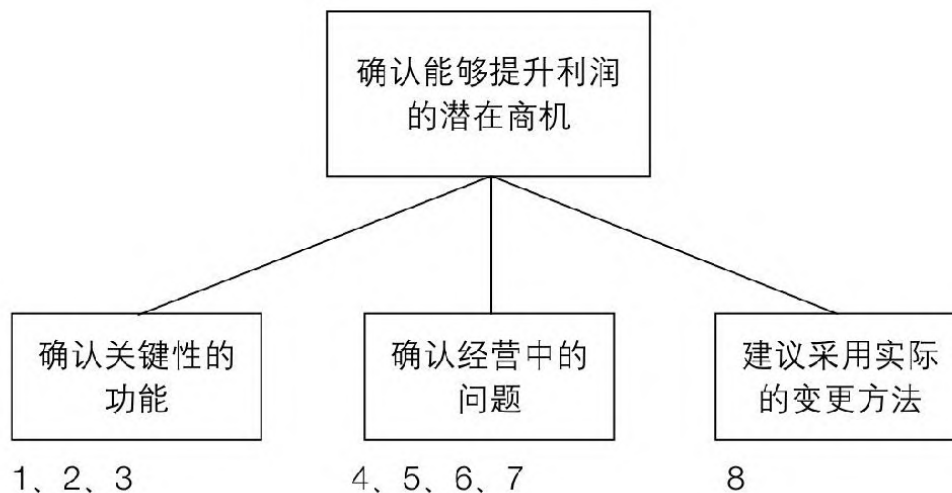 确认能够提升利润
的潜在商机
确认关键性的
功能
确认经营中的
问题
建议采用实际
的变更方法
1、2、3
4、5、6、7
8